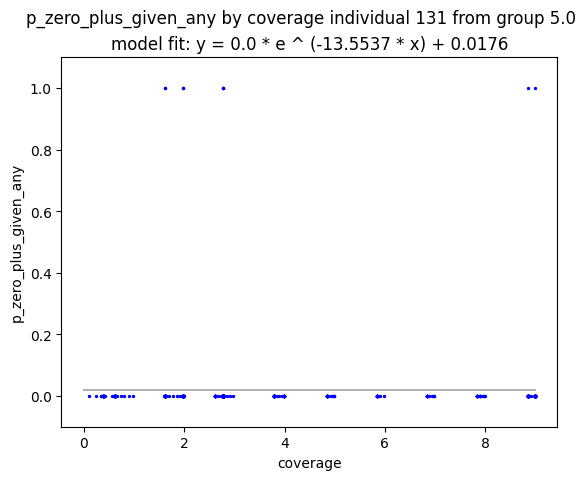 p_zero_plus_given_any by coverage individual 131 from group 5.0
model fit: y = 0.0 * e ^ (-13.5537 * x) + 0.0176
1.0
0.8
0.6
0.4
0.2
0.0
p_zero_plus_given_any
0 2 4 6 8
coverage